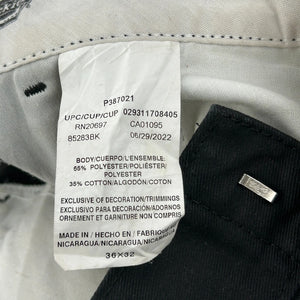 P387021
UPC/CUP/CUP 029311708405
RN20697 CA01095
85283BK 06/29/2022
BODY/CUERPO/L'ENSEMBLE:
65% POLYESTER/POLIÉSTER/
POLYESTER
35% COTTON/ALGODÓN/COTON
EXCLUSIVE OF DECORATION/TRIMMINGS
EXCLUSIVO DE DECORACIÓN/ADORNOS
ORNEMENT ET GARNITURE NON COMPRIS
MADE IN / HECHO EN / FABRIQUÉ
NICARAGUA/NICARAGUA/NICARAGUA
36X32